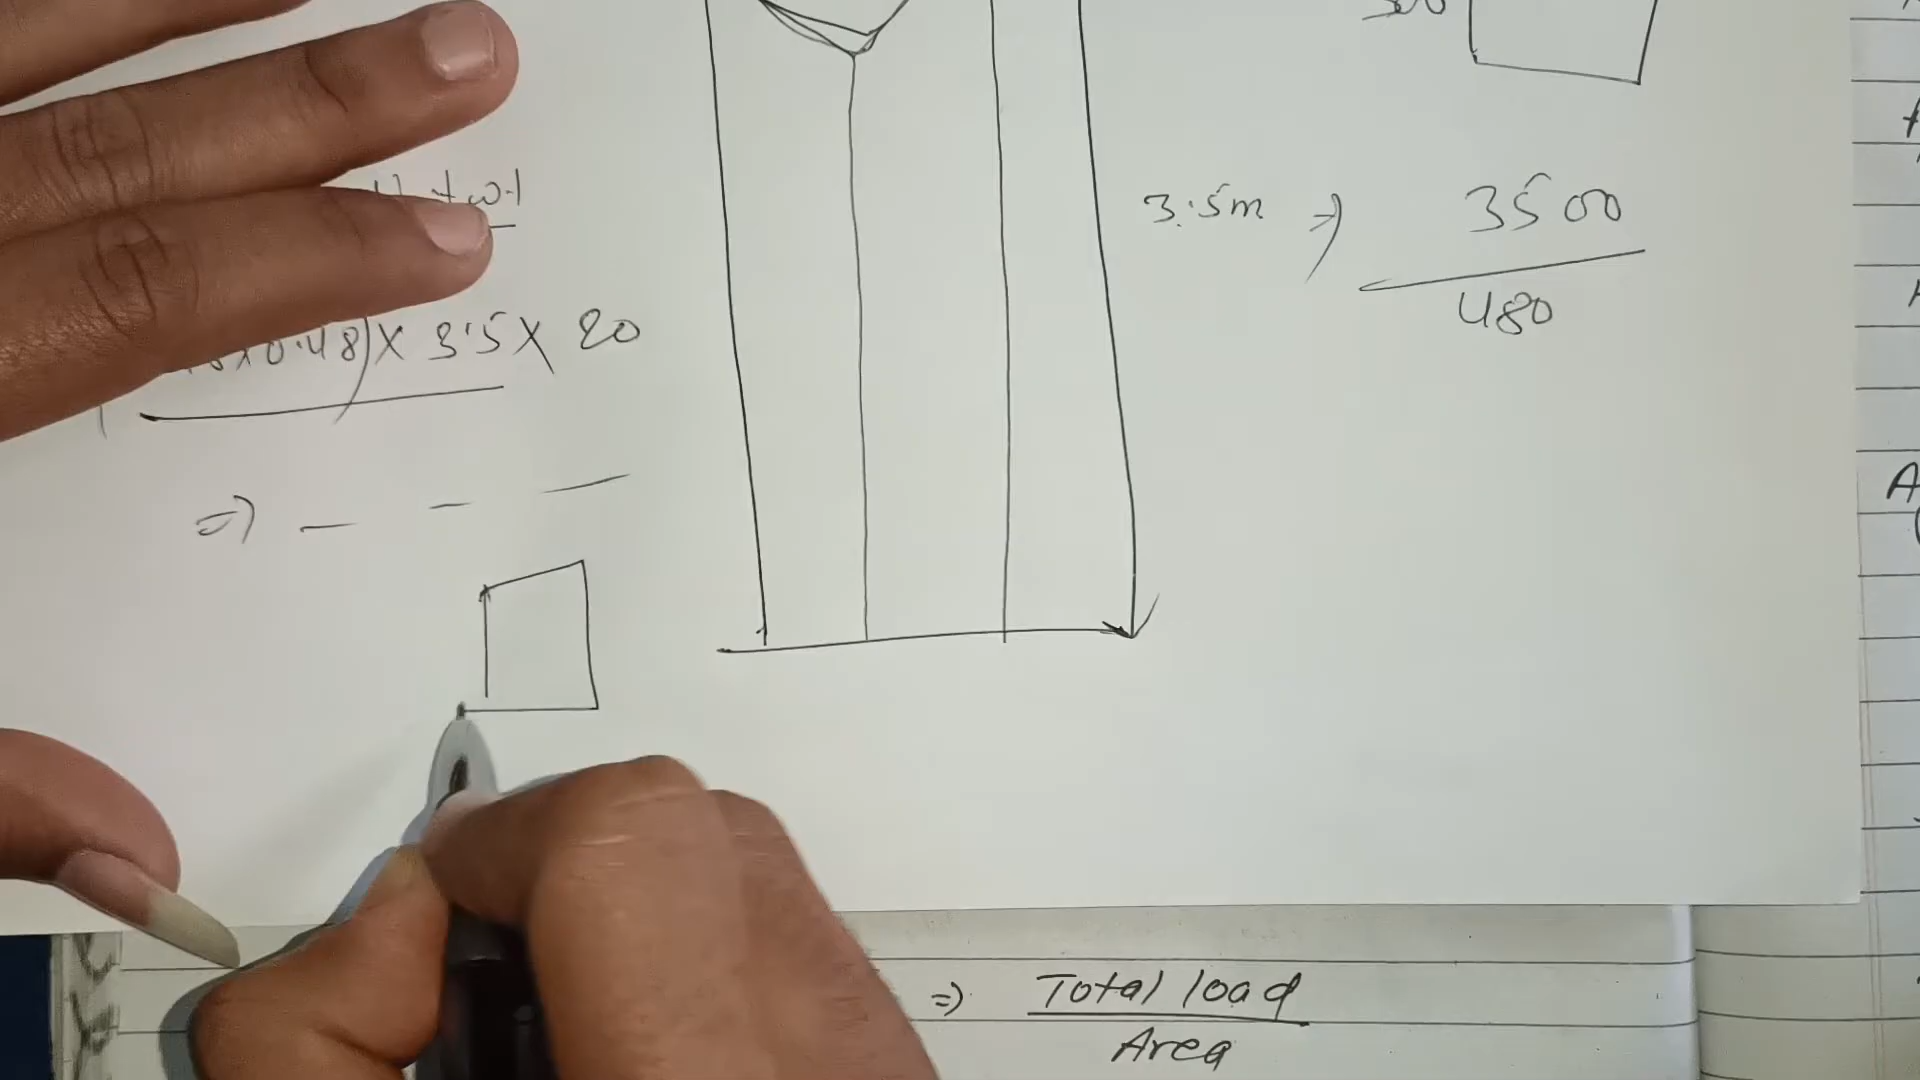 3.5m => 3500
480
x0.48) x 3.5 x 20
=> — — —
=> Total load
Area